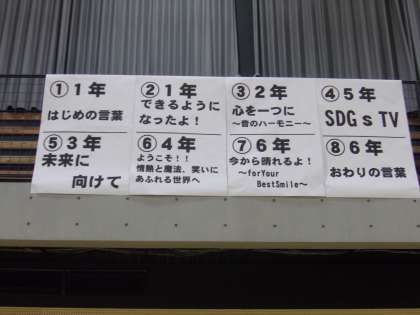 ①1年
はじめの言葉
②1年
できるように
なったよ！
③2年
心を一つに
～音のハーモニー～
④5年
SDGsTV
⑤3年
未来に
向けて
⑥4年
ようこそ！！
情熱と魔法、笑いに
あふれる世界へ
⑦6年
今から晴れるよ！
～forYour
BestSmile～
⑧6年
おわりの言葉